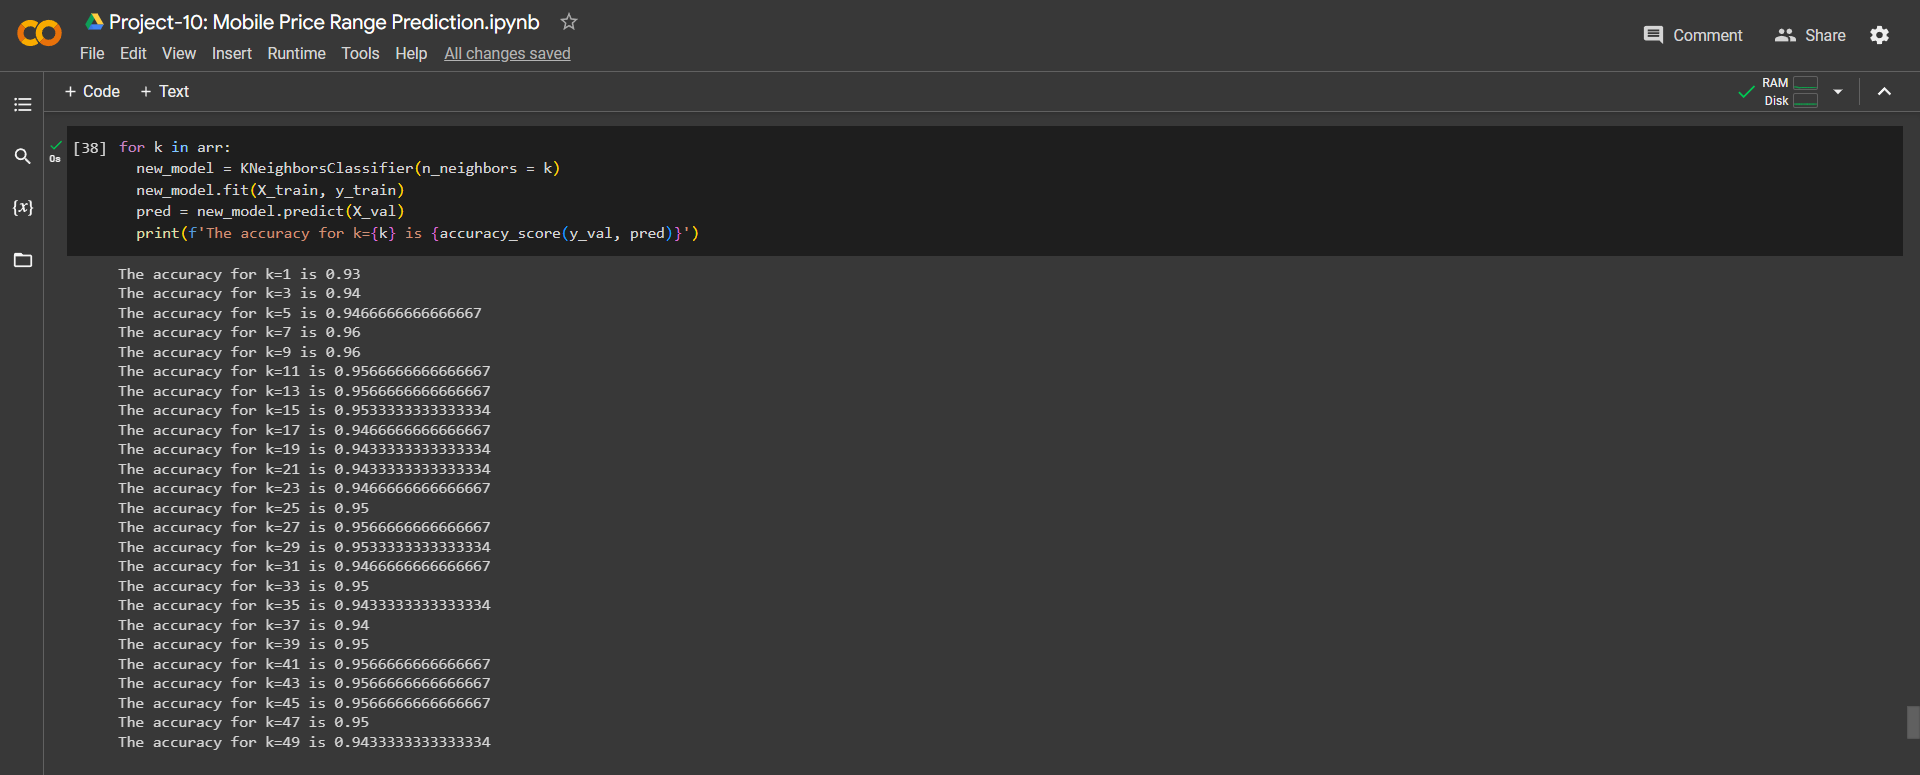 Project-10: Mobile Price Range Prediction.ipynb
File Edit View Insert Runtime Tools Help All changes saved
Comment Share
+ Code + Text
RAM
Disk
0s
{x}
[38] for k in arr:
new_model = KNeighborsClassifier(n_neighbors = k)
new_model.fit(X_train, y_train)
pred = new_model.predict(X_val)
print(f'The accuracy for k={k} is {accuracy_score(y_val, pred)}')
The accuracy for k=1 is 0.93
The accuracy for k=3 is 0.94
The accuracy for k=5 is 0.9466666666666667
The accuracy for k=7 is 0.96
The accuracy for k=9 is 0.96
The accuracy for k=11 is 0.9566666666666667
The accuracy for k=13 is 0.9566666666666667
The accuracy for k=15 is 0.9533333333333334
The accuracy for k=17 is 0.9466666666666667
The accuracy for k=19 is 0.9433333333333334
The accuracy for k=21 is 0.9433333333333334
The accuracy for k=23 is 0.9466666666666667
The accuracy for k=25 is 0.95
The accuracy for k=27 is 0.9566666666666667
The accuracy for k=29 is 0.9533333333333334
The accuracy for k=31 is 0.9466666666666667
The accuracy for k=33 is 0.95
The accuracy for k=35 is 0.9433333333333334
The accuracy for k=37 is 0.94
The accuracy for k=39 is 0.95
The accuracy for k=41 is 0.9566666666666667
The accuracy for k=43 is 0.9566666666666667
The accuracy for k=45 is 0.9566666666666667
The accuracy for k=47 is 0.95
The accuracy for k=49 is 0.9433333333333334